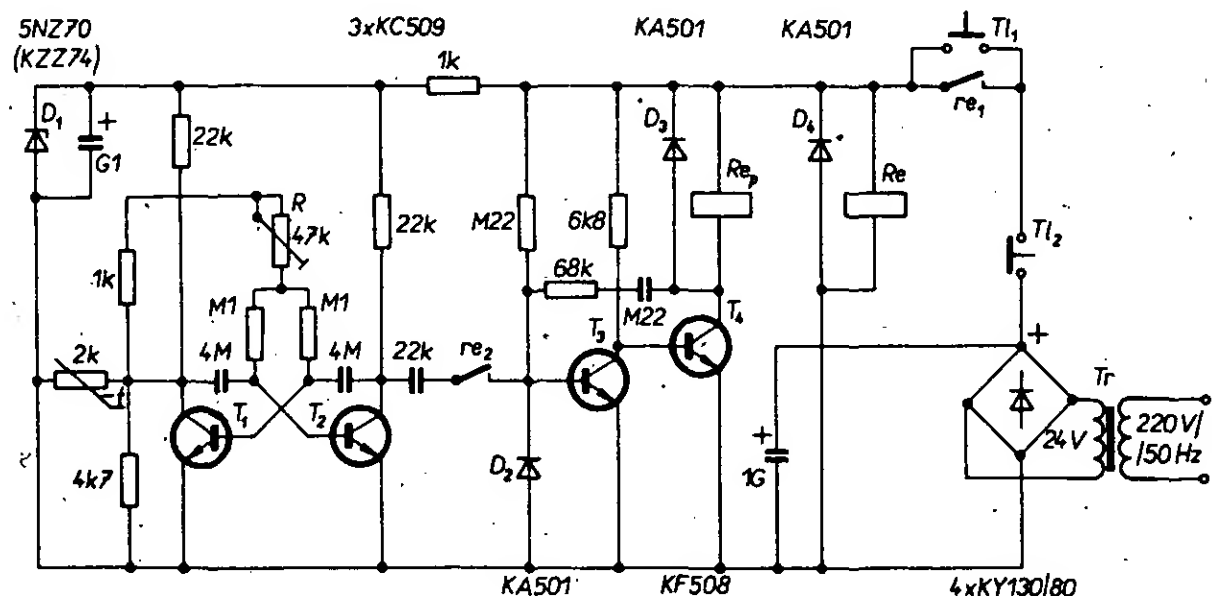 5NZ70
(KZZ74)
3xKC509
KA501
KA501
Tl1
1k
re1
D1
+
G1
22k
D3
D4
R
47k
22k
M22
6k8
Rep
Re
Tl2
1k
M1
M1
68k
M22
T3
T4
2k
-t
4M
4M
22k
re2
T1
T2
+
Tr
24V
220V/
/50Hz
4k7
D2
+
1G
KA501
KF508
4xKY130/80